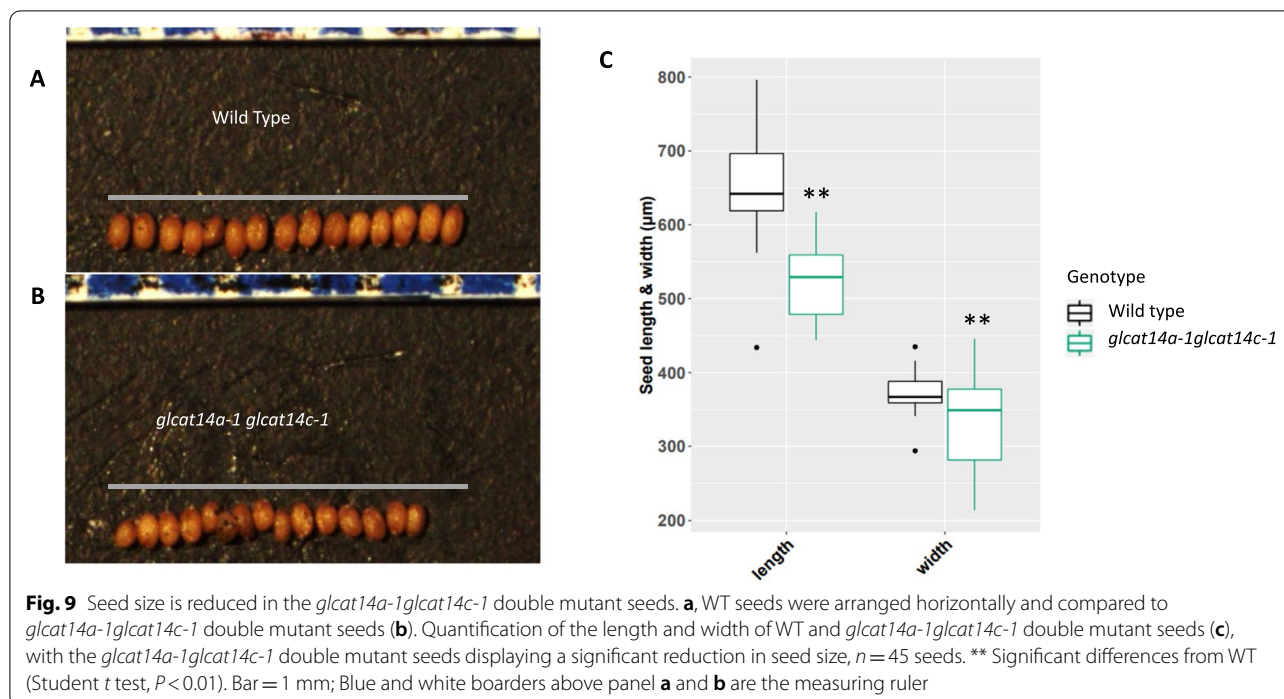 A
Wild Type
B
glcat14a-1 glcat14c-1
C
800
700
600
500
400
300
200
Seed length & width (µm)
**
**
length
width
Genotype
Wild type
glcat14a-1glcat14c-1
Fig. 9 Seed size is reduced in the glcat14a-1glcat14c-1 double mutant seeds. a, WT seeds were arranged horizontally and compared to
glcat14a-1glcat14c-1 double mutant seeds (b). Quantification of the length and width of WT and glcat14a-1glcat14c-1 double mutant seeds (c),
with the glcat14a-1glcat14c-1 double mutant seeds displaying a significant reduction in seed size, n = 45 seeds. ** Significant differences from WT
(Student t test, P < 0.01). Bar = 1 mm; Blue and white boarders above panel a and b are the measuring ruler